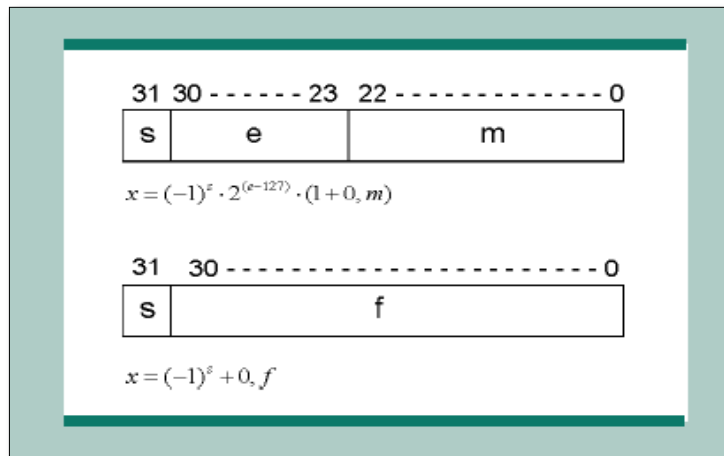 31 30 - - - - - - 23 22 - - - - - - - - - - - - - 0
s e m
x = (−1)^s · 2^(e−127) · (1 + 0, m)
31 30 - - - - - - - - - - - - - - - - - - - - - - - 0
s f
x = (−1)^s + 0, f